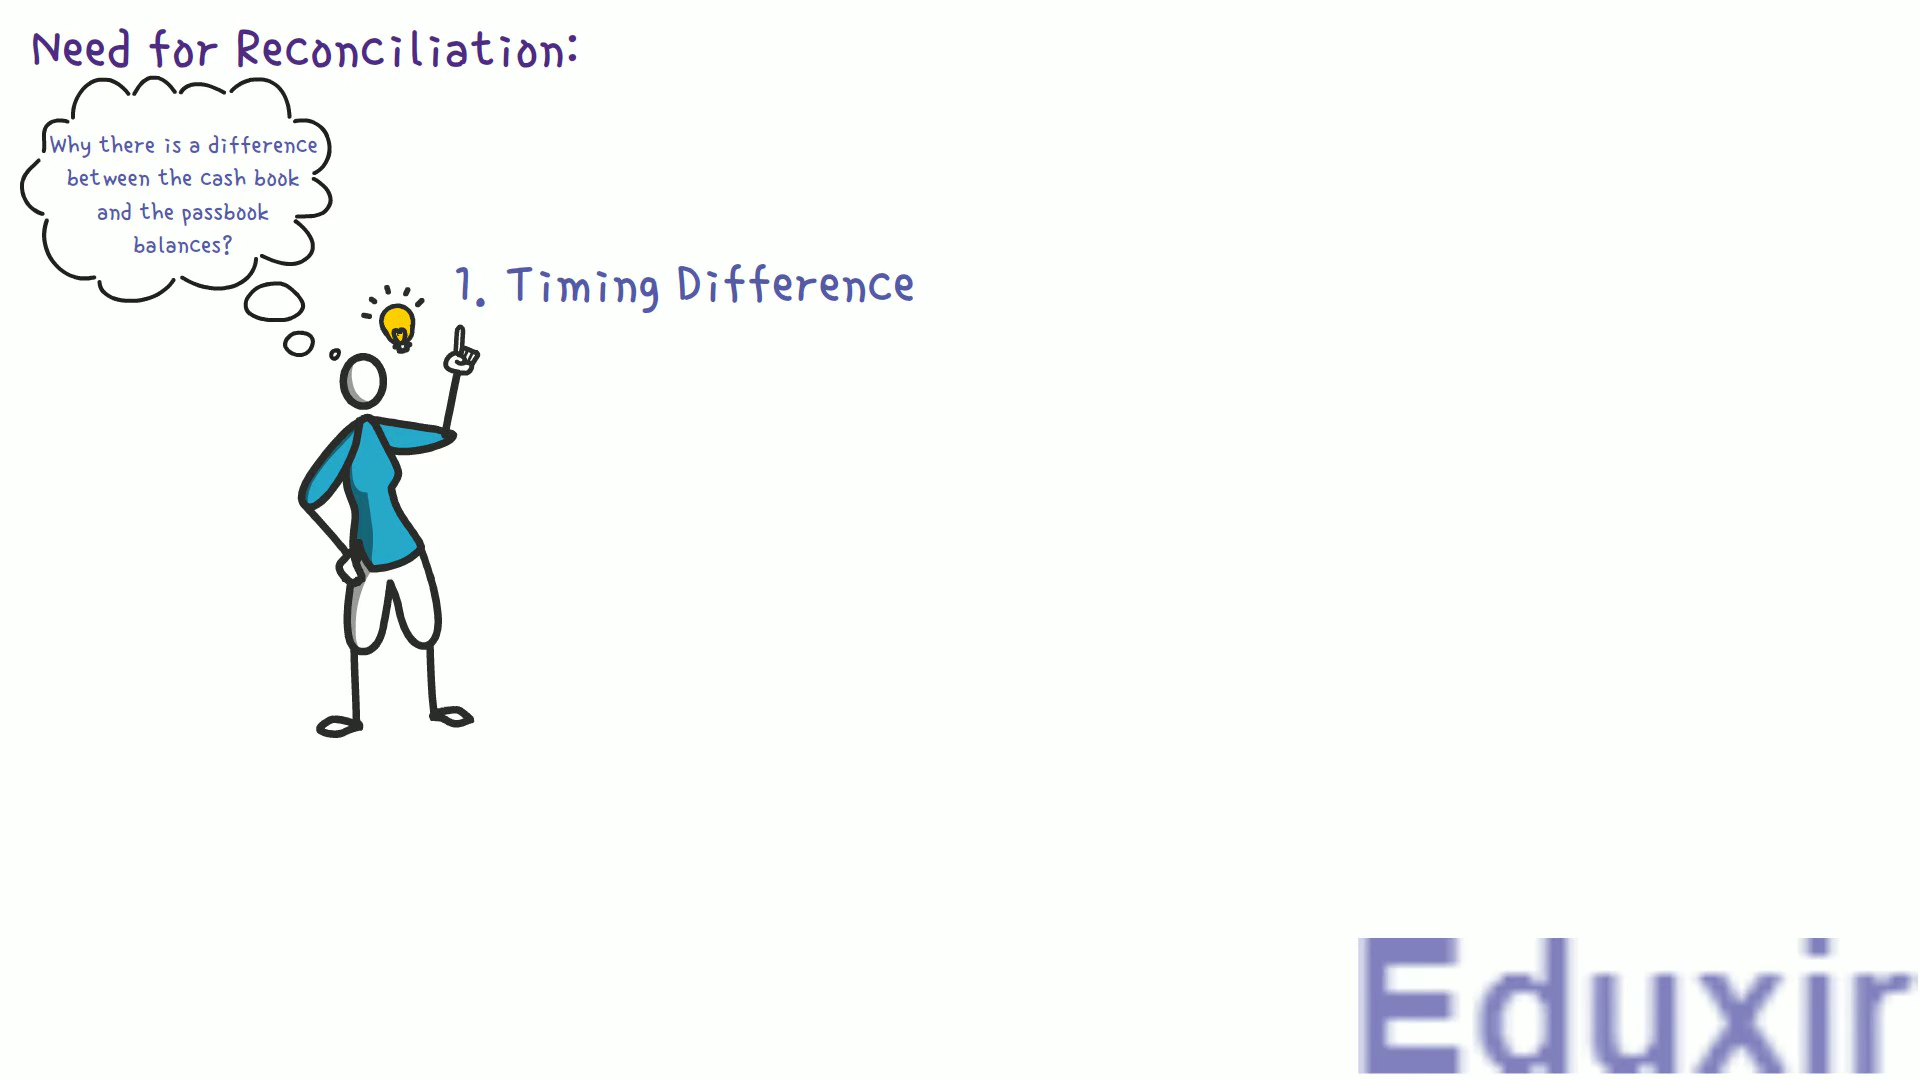 Need for Reconciliation:
Why there is a difference
between the cash book
and the passbook
balances?
1. Timing Difference
Eduxir